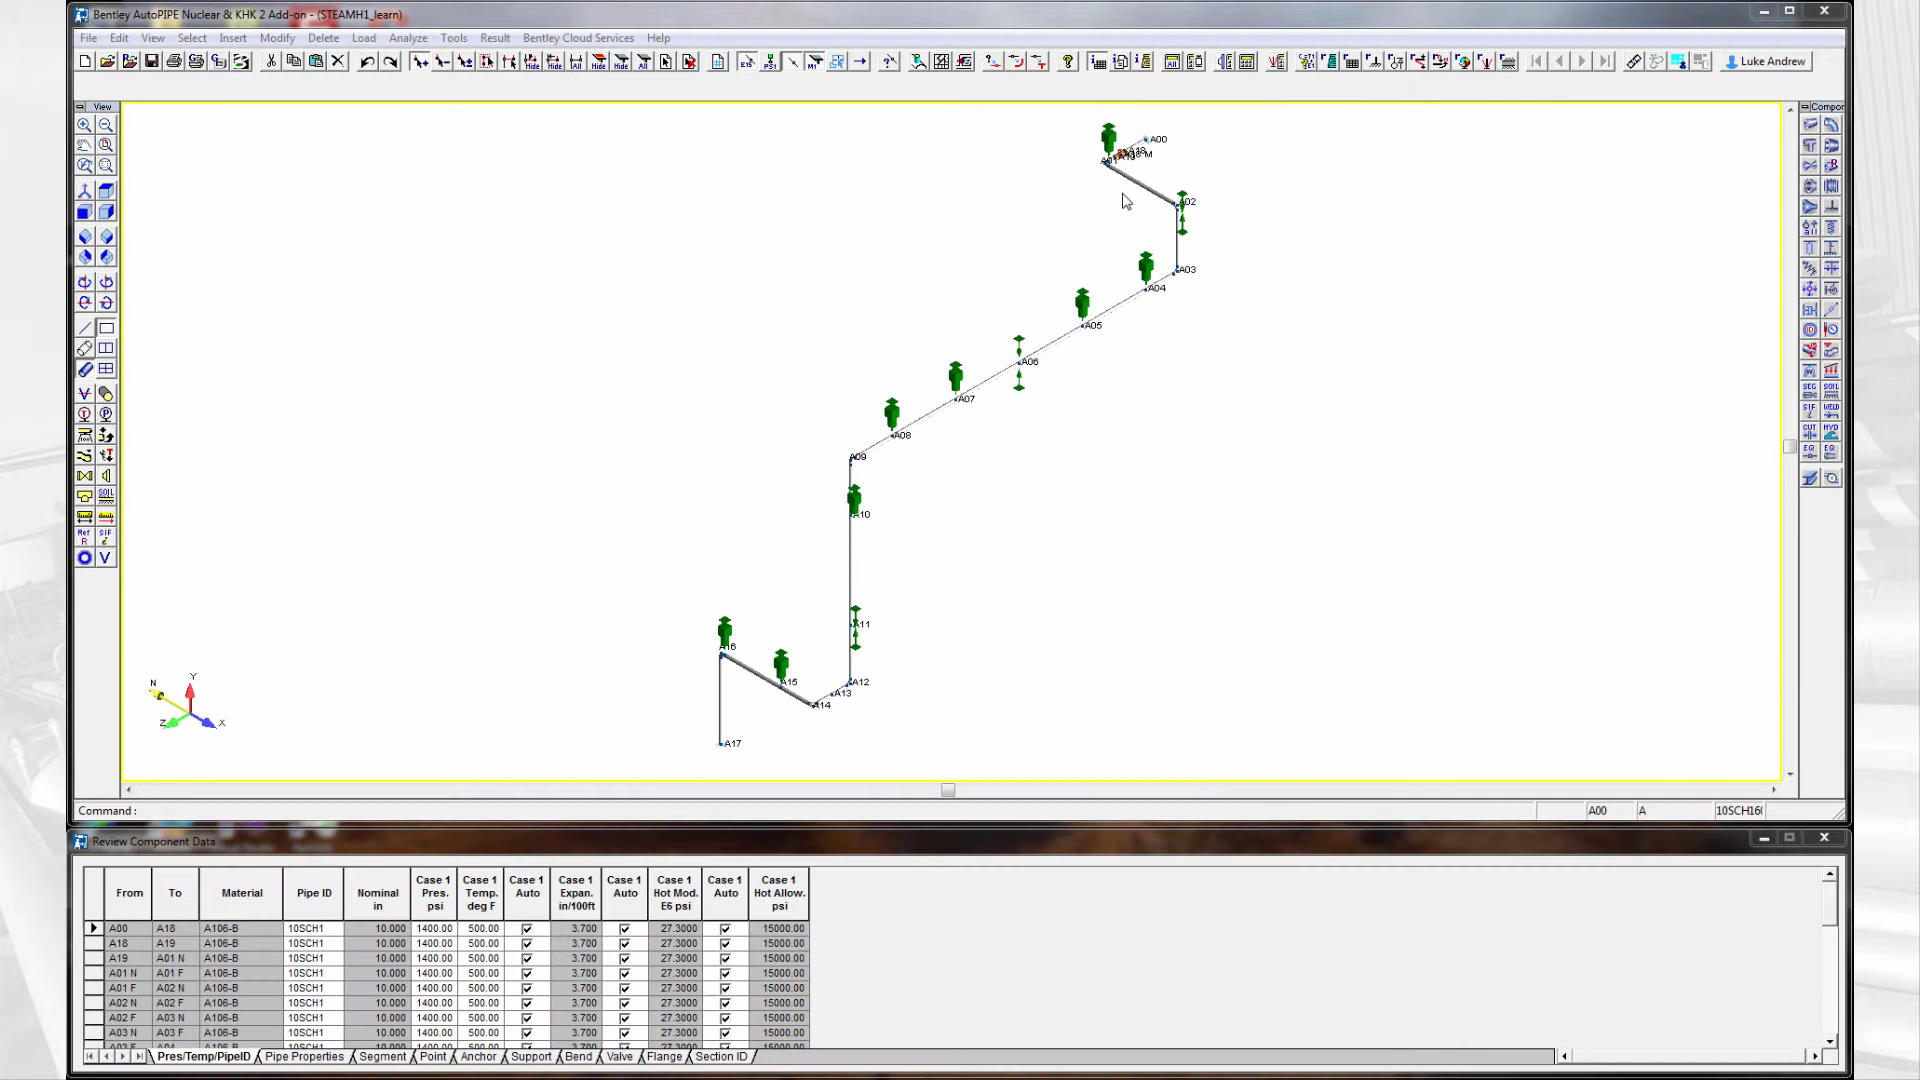 Bentley AutoPIPE Nuclear & KHK 2 Add-on - (STEAMH1_learn)
File Edit View Select Insert Modify Delete Load Analyze Tools Result Bentley Cloud Services Help
Luke Andrew
View
Compor
A00
A01
A02
A03
A04
A05
A06
A07
A08
A09
A10
A11
A12
A13
A14
A15
A16
A17
N Y Z X
Command :
A00 A 10SCH160
Review Component Data
From To Material Pipe ID Nominal in Case 1 Pres. psi Case 1 Temp. deg F Case 1 Auto Case 1 Expan. in/100ft Case 1 Auto Case 1 Hot Mod. E6 psi Case 1 Auto Case 1 Hot Allow. psi
A00 A18 A106-B 10SCH1 10.000 1400.00 500.00 3.700 27.3000 15000.00
A18 A19 A106-B 10SCH1 10.000 1400.00 500.00 3.700 27.3000 15000.00
A19 A01 N A106-B 10SCH1 10.000 1400.00 500.00 3.700 27.3000 15000.00
A01 N A01 F A106-B 10SCH1 10.000 1400.00 500.00 3.700 27.3000 15000.00
A01 F A02 N A106-B 10SCH1 10.000 1400.00 500.00 3.700 27.3000 15000.00
A02 N A02 F A106-B 10SCH1 10.000 1400.00 500.00 3.700 27.3000 15000.00
A02 F A03 N A106-B 10SCH1 10.000 1400.00 500.00 3.700 27.3000 15000.00
A03 N A03 F A106-B 10SCH1 10.000 1400.00 500.00 3.700 27.3000 15000.00
Pres/Temp/PipeID Pipe Properties Segment Point Anchor Support Bend Valve Flange Section ID